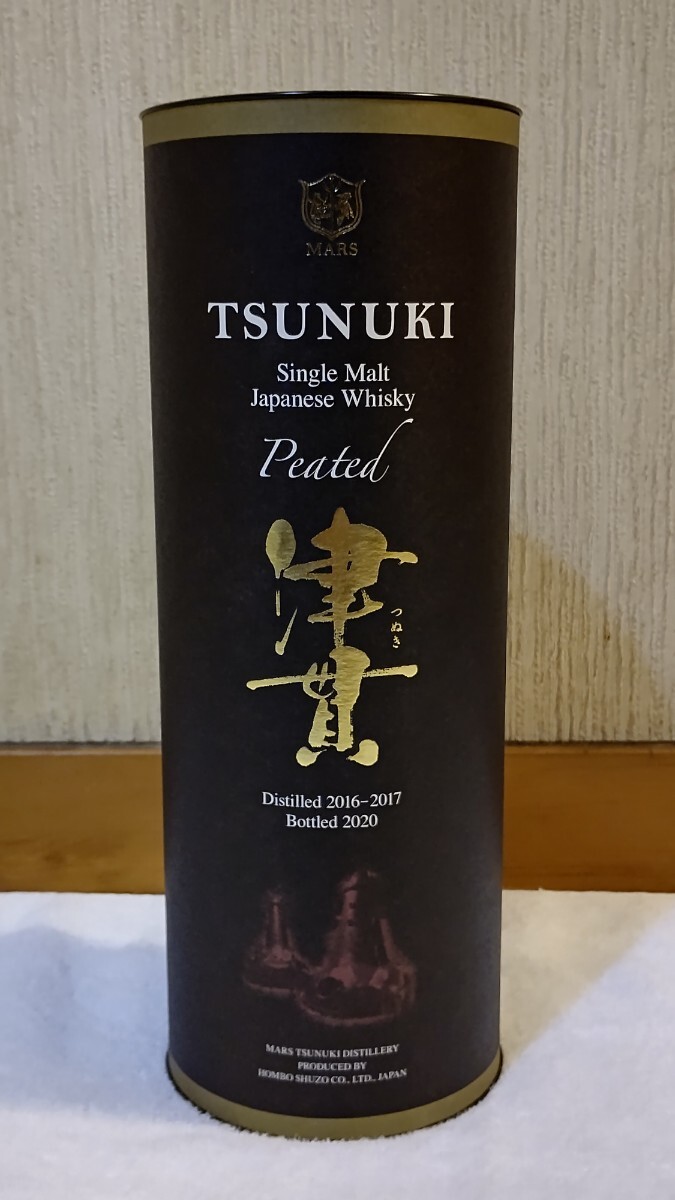 MARS
TSUNUKI
Single Malt
Japanese Whisky
Peated
津貫
つぬき
Distilled 2016-2017
Bottled 2020
MARS TSUNUKI DISTILLERY
PRODUCED BY
HOMBO SHUZO CO., LTD., JAPAN